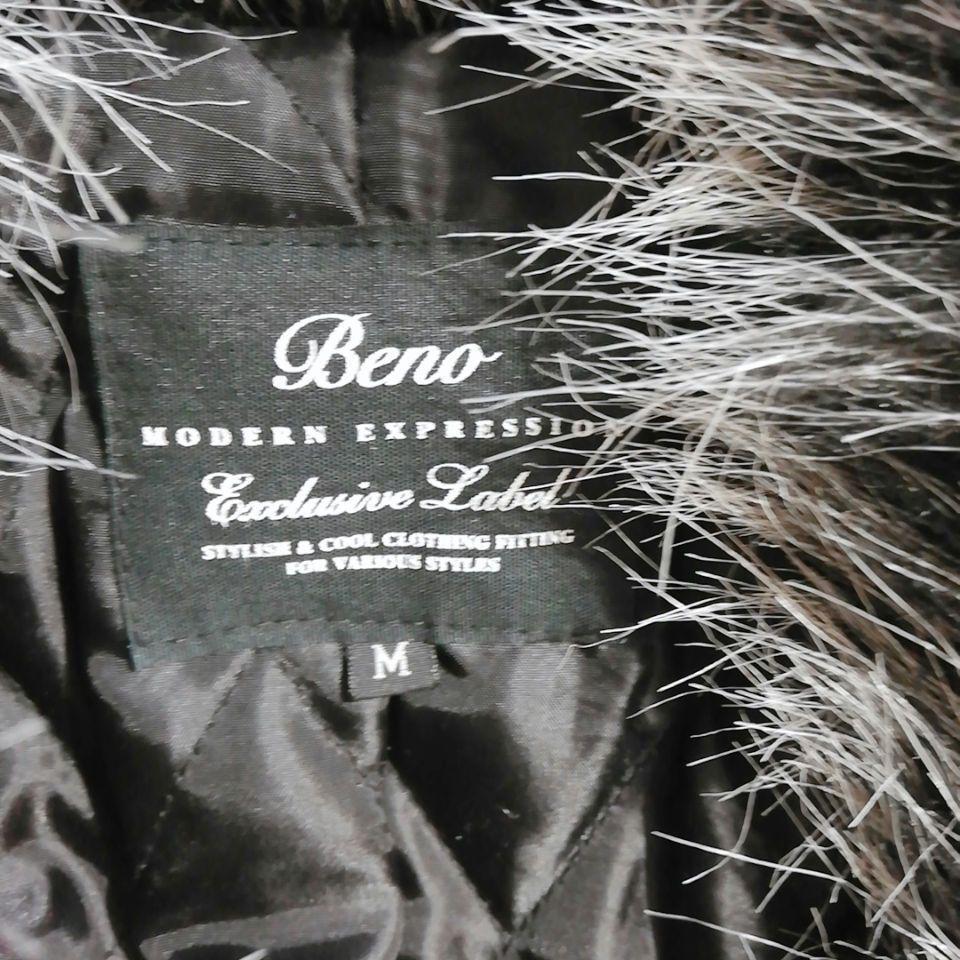 Beno
MODERN EXPRESSIO
Exclusive Label
STYLISH & COOL CLOTHING FITTING
FOR VARIOUS STYLES
M